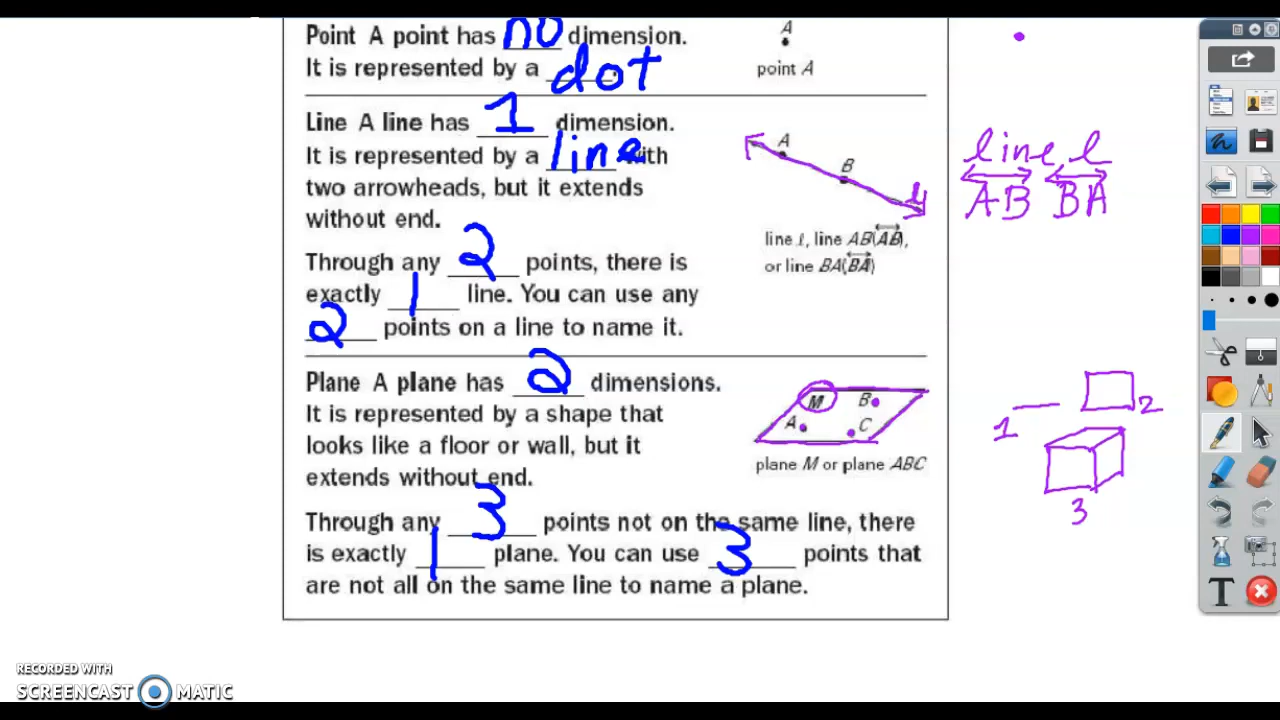 Point A point has no dimension.
It is represented by a dot.
A
point A
Line A line has 1 dimension.
It is represented by a line with
two arrowheads, but it extends
without end.
A
B
ℓ
line ℓ, line AB(AB),
or line BA(BA)
line ℓ
AB BA
Through any 2 points, there is
exactly 1 line. You can use any
2 points on a line to name it.
Plane A plane has 2 dimensions.
It is represented by a shape that
looks like a floor or wall, but it
extends without end.
M B
A C
plane M or plane ABC
1
2
3
Through any 3 points not on the same line, there
is exactly 1 plane. You can use 3 points that
are not all on the same line to name a plane.
T
RECORDED WITH
SCREENCAST MATIC